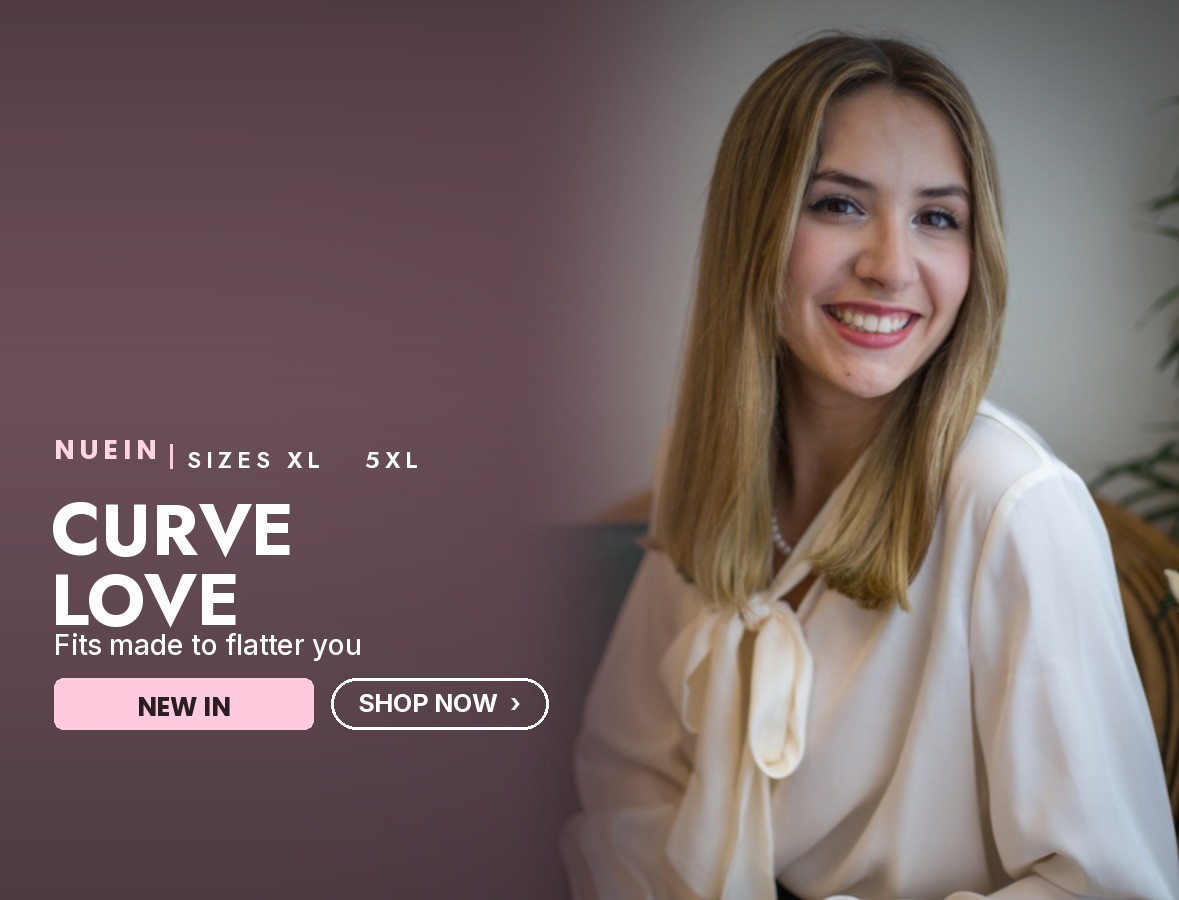 NUEIN | SIZES XL 5XL
CURVE
LOVE
Fits made to flatter you
NEW IN
SHOP NOW ›